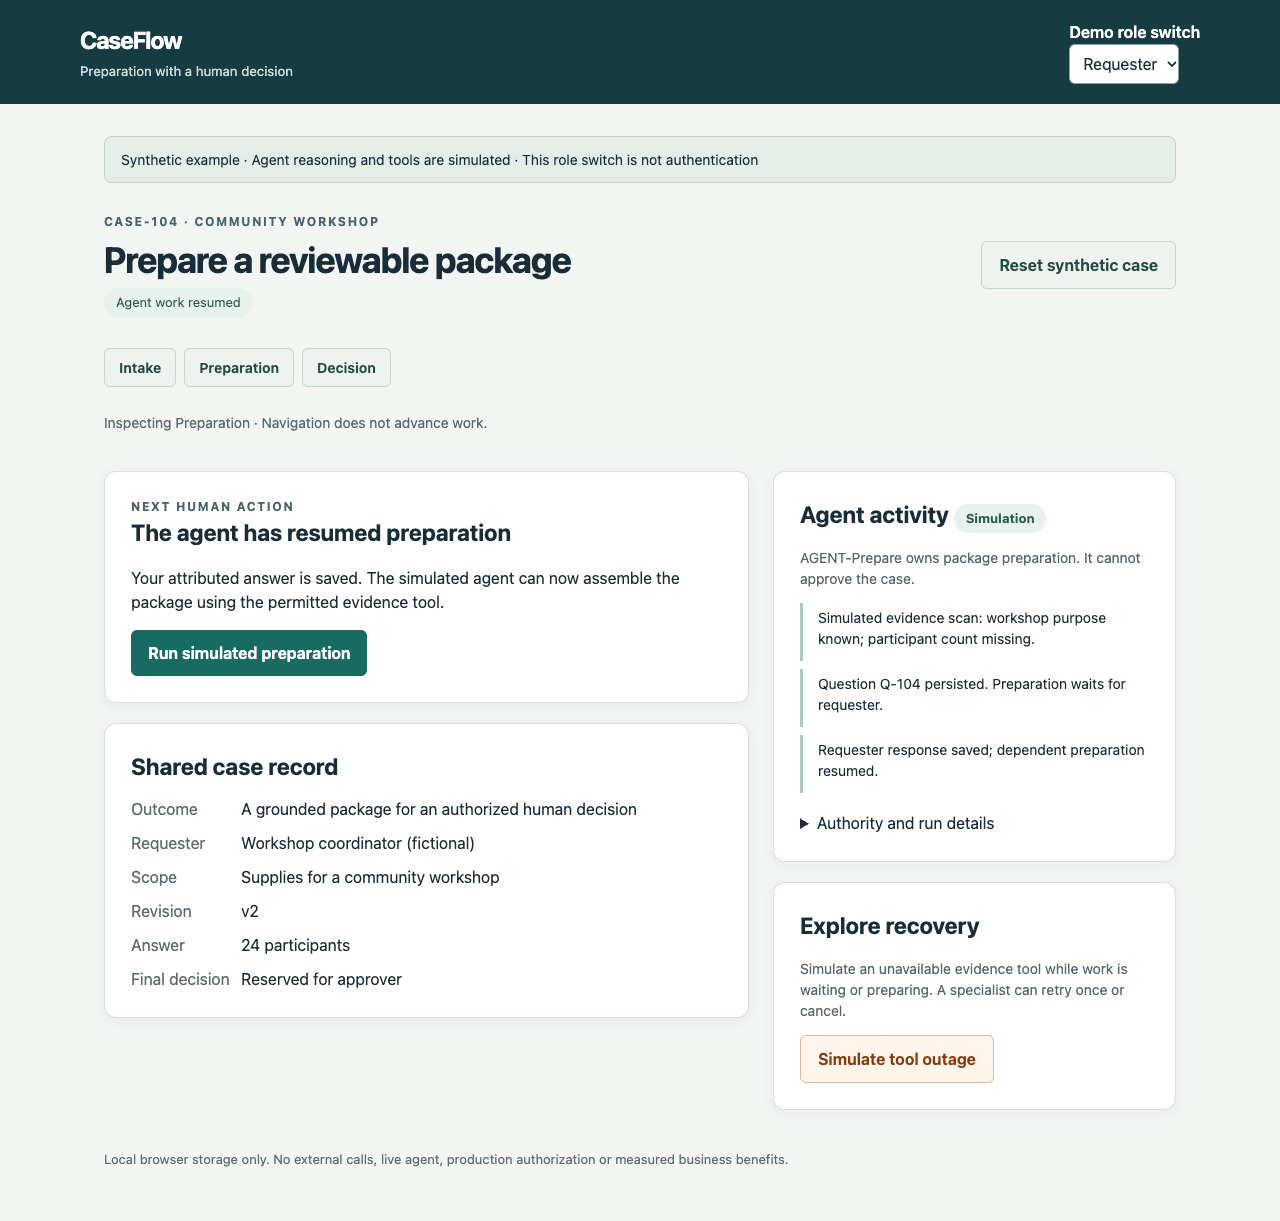 CaseFlow
Preparation with a human decision
Demo role switch
Requester
Synthetic example · Agent reasoning and tools are simulated · This role switch is not authentication
CASE-104 · COMMUNITY WORKSHOP
Prepare a reviewable package
Reset synthetic case
Agent work resumed
Intake
Preparation
Decision
Inspecting Preparation · Navigation does not advance work.
NEXT HUMAN ACTION
The agent has resumed preparation
Your attributed answer is saved. The simulated agent can now assemble the
package using the permitted evidence tool.
Run simulated preparation
Shared case record
Outcome A grounded package for an authorized human decision
Requester Workshop coordinator (fictional)
Scope Supplies for a community workshop
Revision v2
Answer 24 participants
Final decision Reserved for approver
Agent activity Simulation
AGENT-Prepare owns package preparation. It cannot
approve the case.
Simulated evidence scan: workshop purpose
known; participant count missing.
Question Q-104 persisted. Preparation waits for
requester.
Requester response saved; dependent preparation
resumed.
Authority and run details
Explore recovery
Simulate an unavailable evidence tool while work is
waiting or preparing. A specialist can retry once or
cancel.
Simulate tool outage
Local browser storage only. No external calls, live agent, production authorization or measured business benefits.